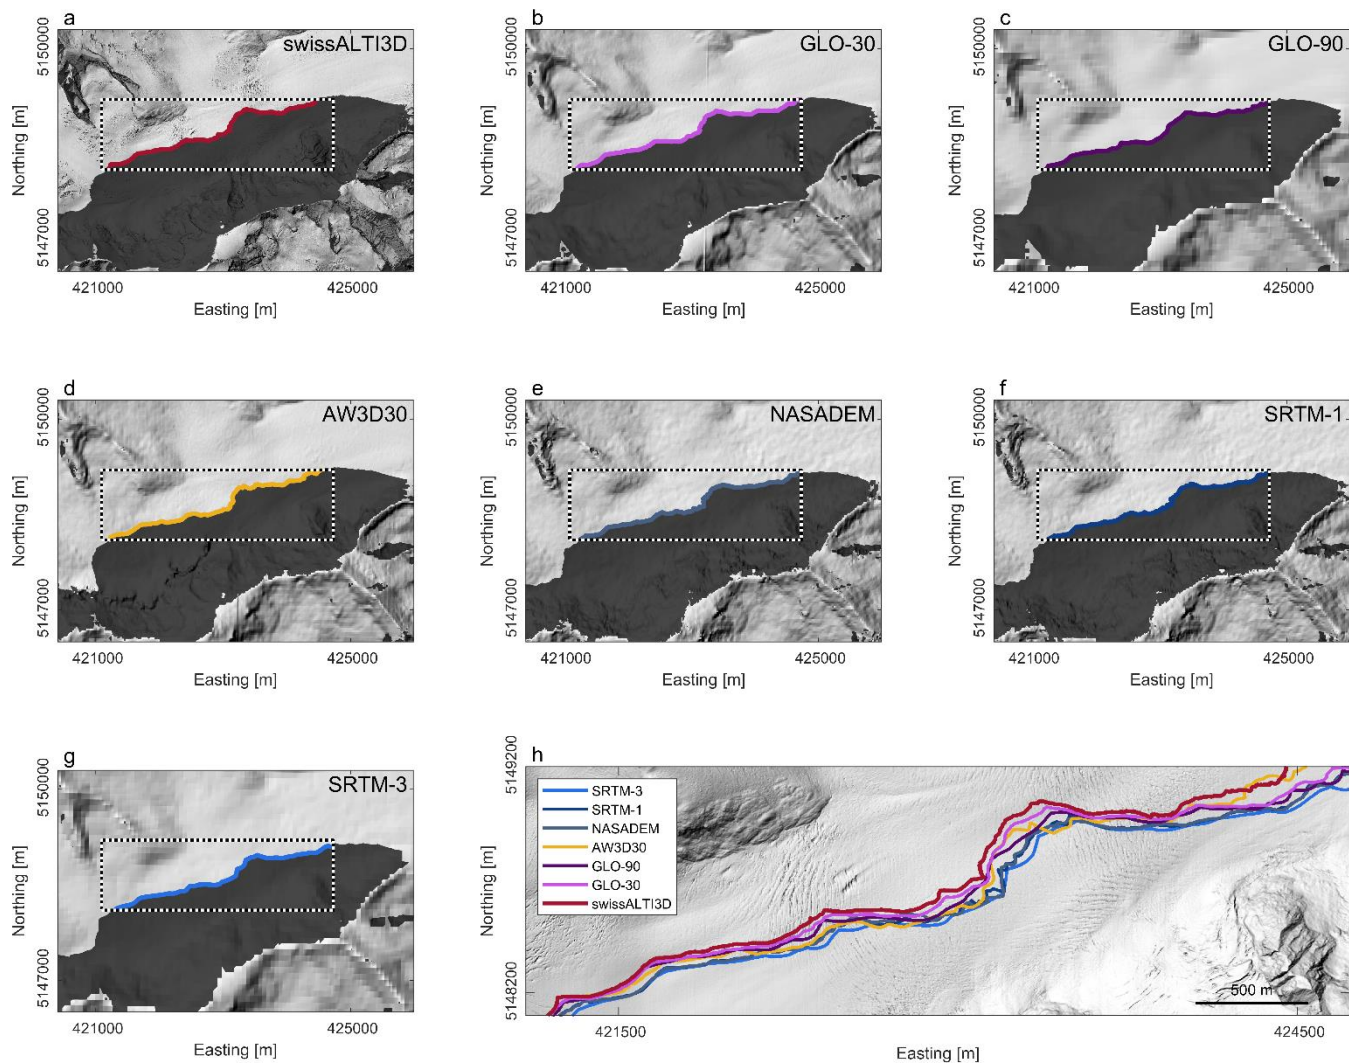 a
swissALTI3D
5150000
Northing [m]
5147000
421000
425000
Easting [m]
b
GLO-30
5150000
Northing [m]
5147000
421000
425000
Easting [m]
c
GLO-90
5150000
Northing [m]
5147000
421000
425000
Easting [m]
d
AW3D30
5150000
Northing [m]
5147000
421000
425000
Easting [m]
e
NASADEM
5150000
Northing [m]
5147000
421000
425000
Easting [m]
f
SRTM-1
5150000
Northing [m]
5147000
421000
425000
Easting [m]
g
SRTM-3
5150000
Northing [m]
5147000
421000
425000
Easting [m]
h
5149200
Northing [m]
5148200
SRTM-3
SRTM-1
NASADEM
AW3D30
GLO-90
GLO-30
swissALTI3D
500 m
421500
424500
Easting [m]